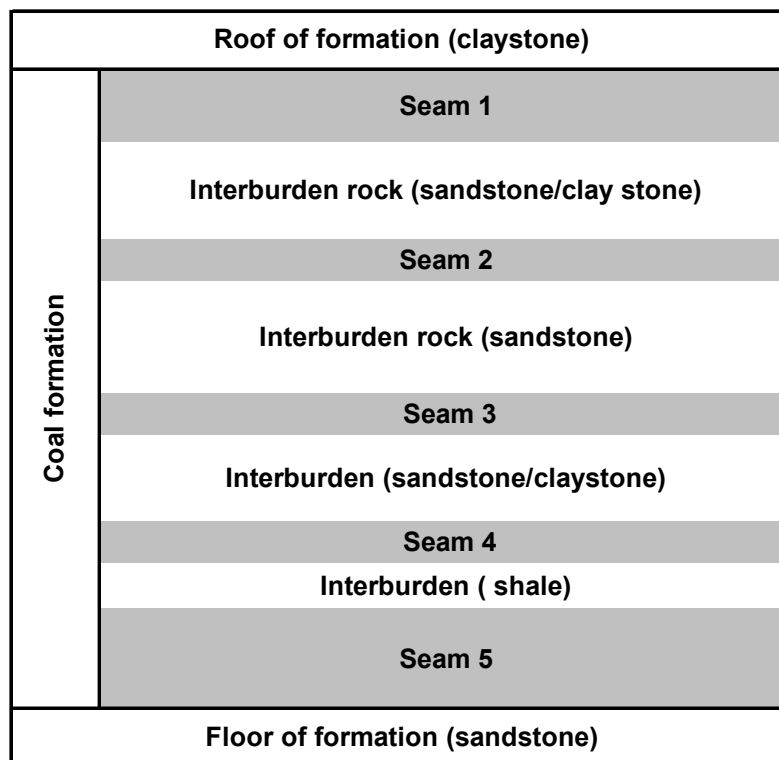 Roof of formation (claystone)
Seam 1
Interburden rock (sandstone/clay stone)
Seam 2
Interburden rock (sandstone)
Coal formation
Seam 3
Interburden (sandstone/claystone)
Seam 4
Interburden ( shale)
Seam 5
Floor of formation (sandstone)